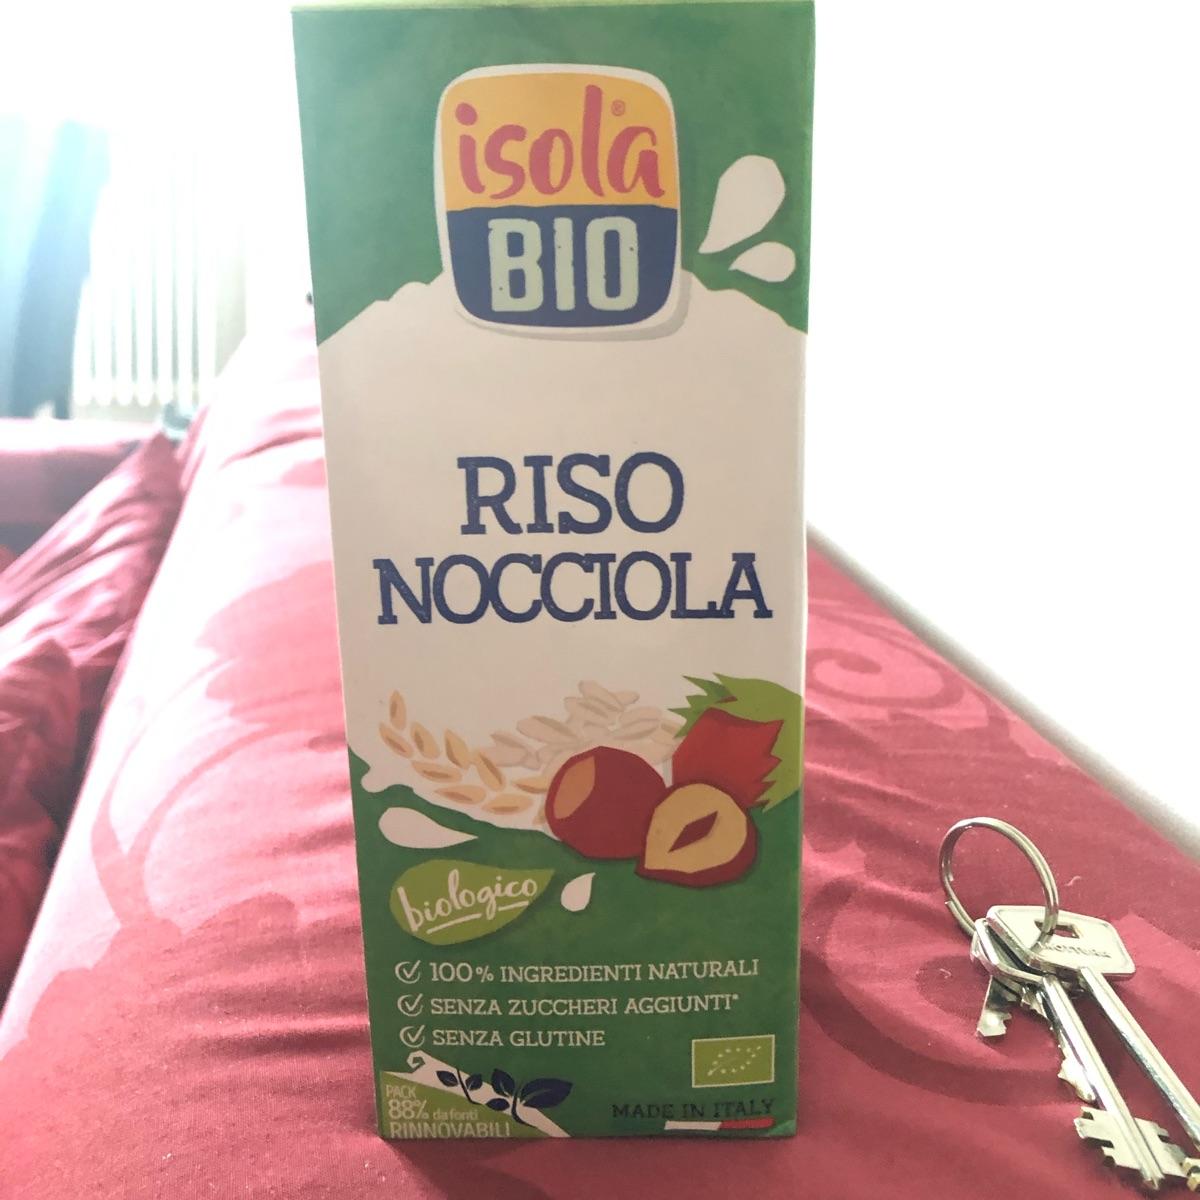 isola®
BIO
RISO
NOCCIOLA
biologico
100% INGREDIENTI NATURALI
SENZA ZUCCHERI AGGIUNTI*
SENZA GLUTINE
PACK
88% da fonti
RINNOVABILI
MADE IN ITALY